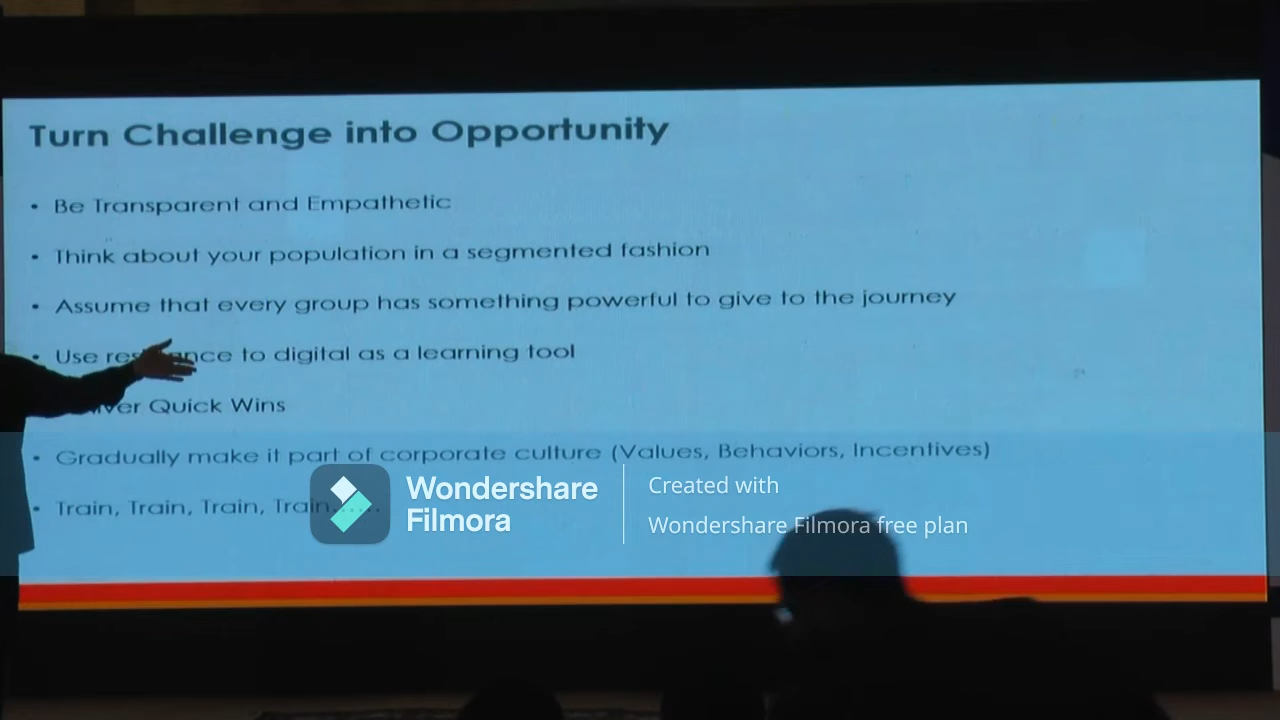 Turn Challenge into Opportunity
• Be Transparent and Empathetic
• Think about your population in a segmented fashion
• Assume that every group has something powerful to give to the journey
• Use to digital as a learning tool
Quick Wins
• Gradually make it part of corporate culture (Values, Behaviors, Incentives)
• Train, Train, Train, Train......
Wondershare
Filmora
Created with
Wondershare Filmora free plan